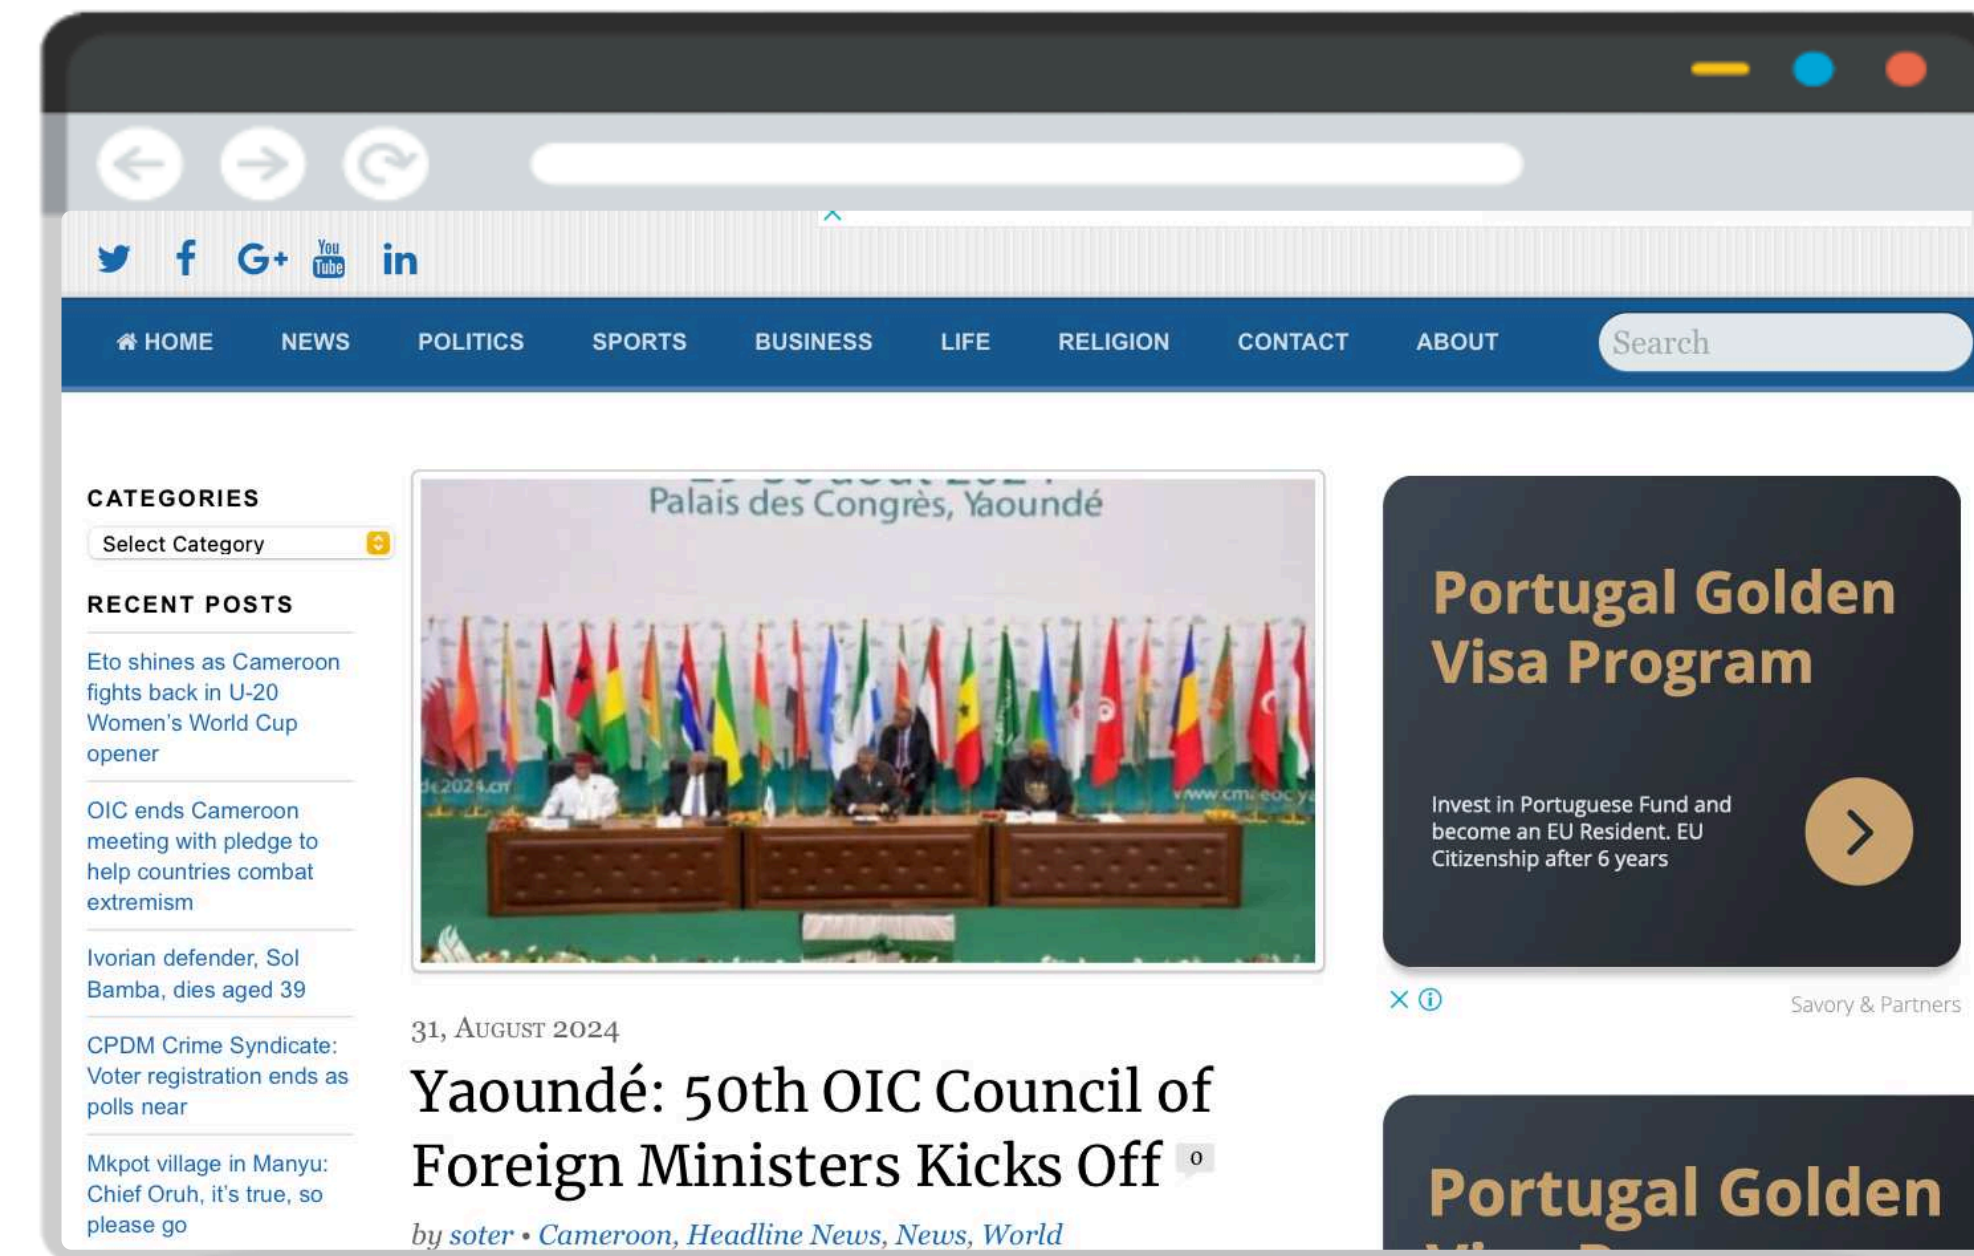 You
Tube
HOME NEWS POLITICS SPORTS BUSINESS LIFE RELIGION CONTACT ABOUT Search
CATEGORIES
Select Category
RECENT POSTS
Eto shines as Cameroon
fights back in U-20
Women's World Cup
opener
OIC ends Cameroon
meeting with pledge to
help countries combat
extremism
Ivorian defender, Sol
Bamba, dies aged 39
CPDM Crime Syndicate:
Voter registration ends as
polls near
Mkpot village in Manyu:
Chief Oruh, it's true, so
please go
Palais des Congrès, Yaoundé
31, August 2024
Yaoundé: 50th OIC Council of
Foreign Ministers Kicks Off 0
by soter • Cameroon, Headline News, News, World
Portugal Golden
Visa Program
Invest in Portuguese Fund and
become an EU Resident. EU
Citizenship after 6 years
Savory & Partners
Portugal Golden